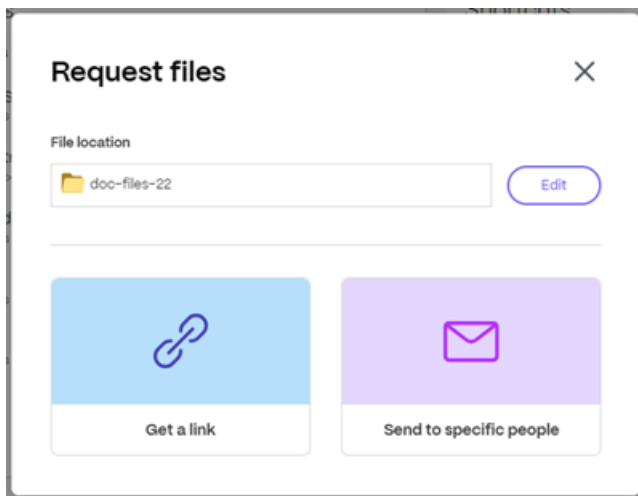 Request files
File location
doc-files-22
Edit
Get a link
Send to specific people